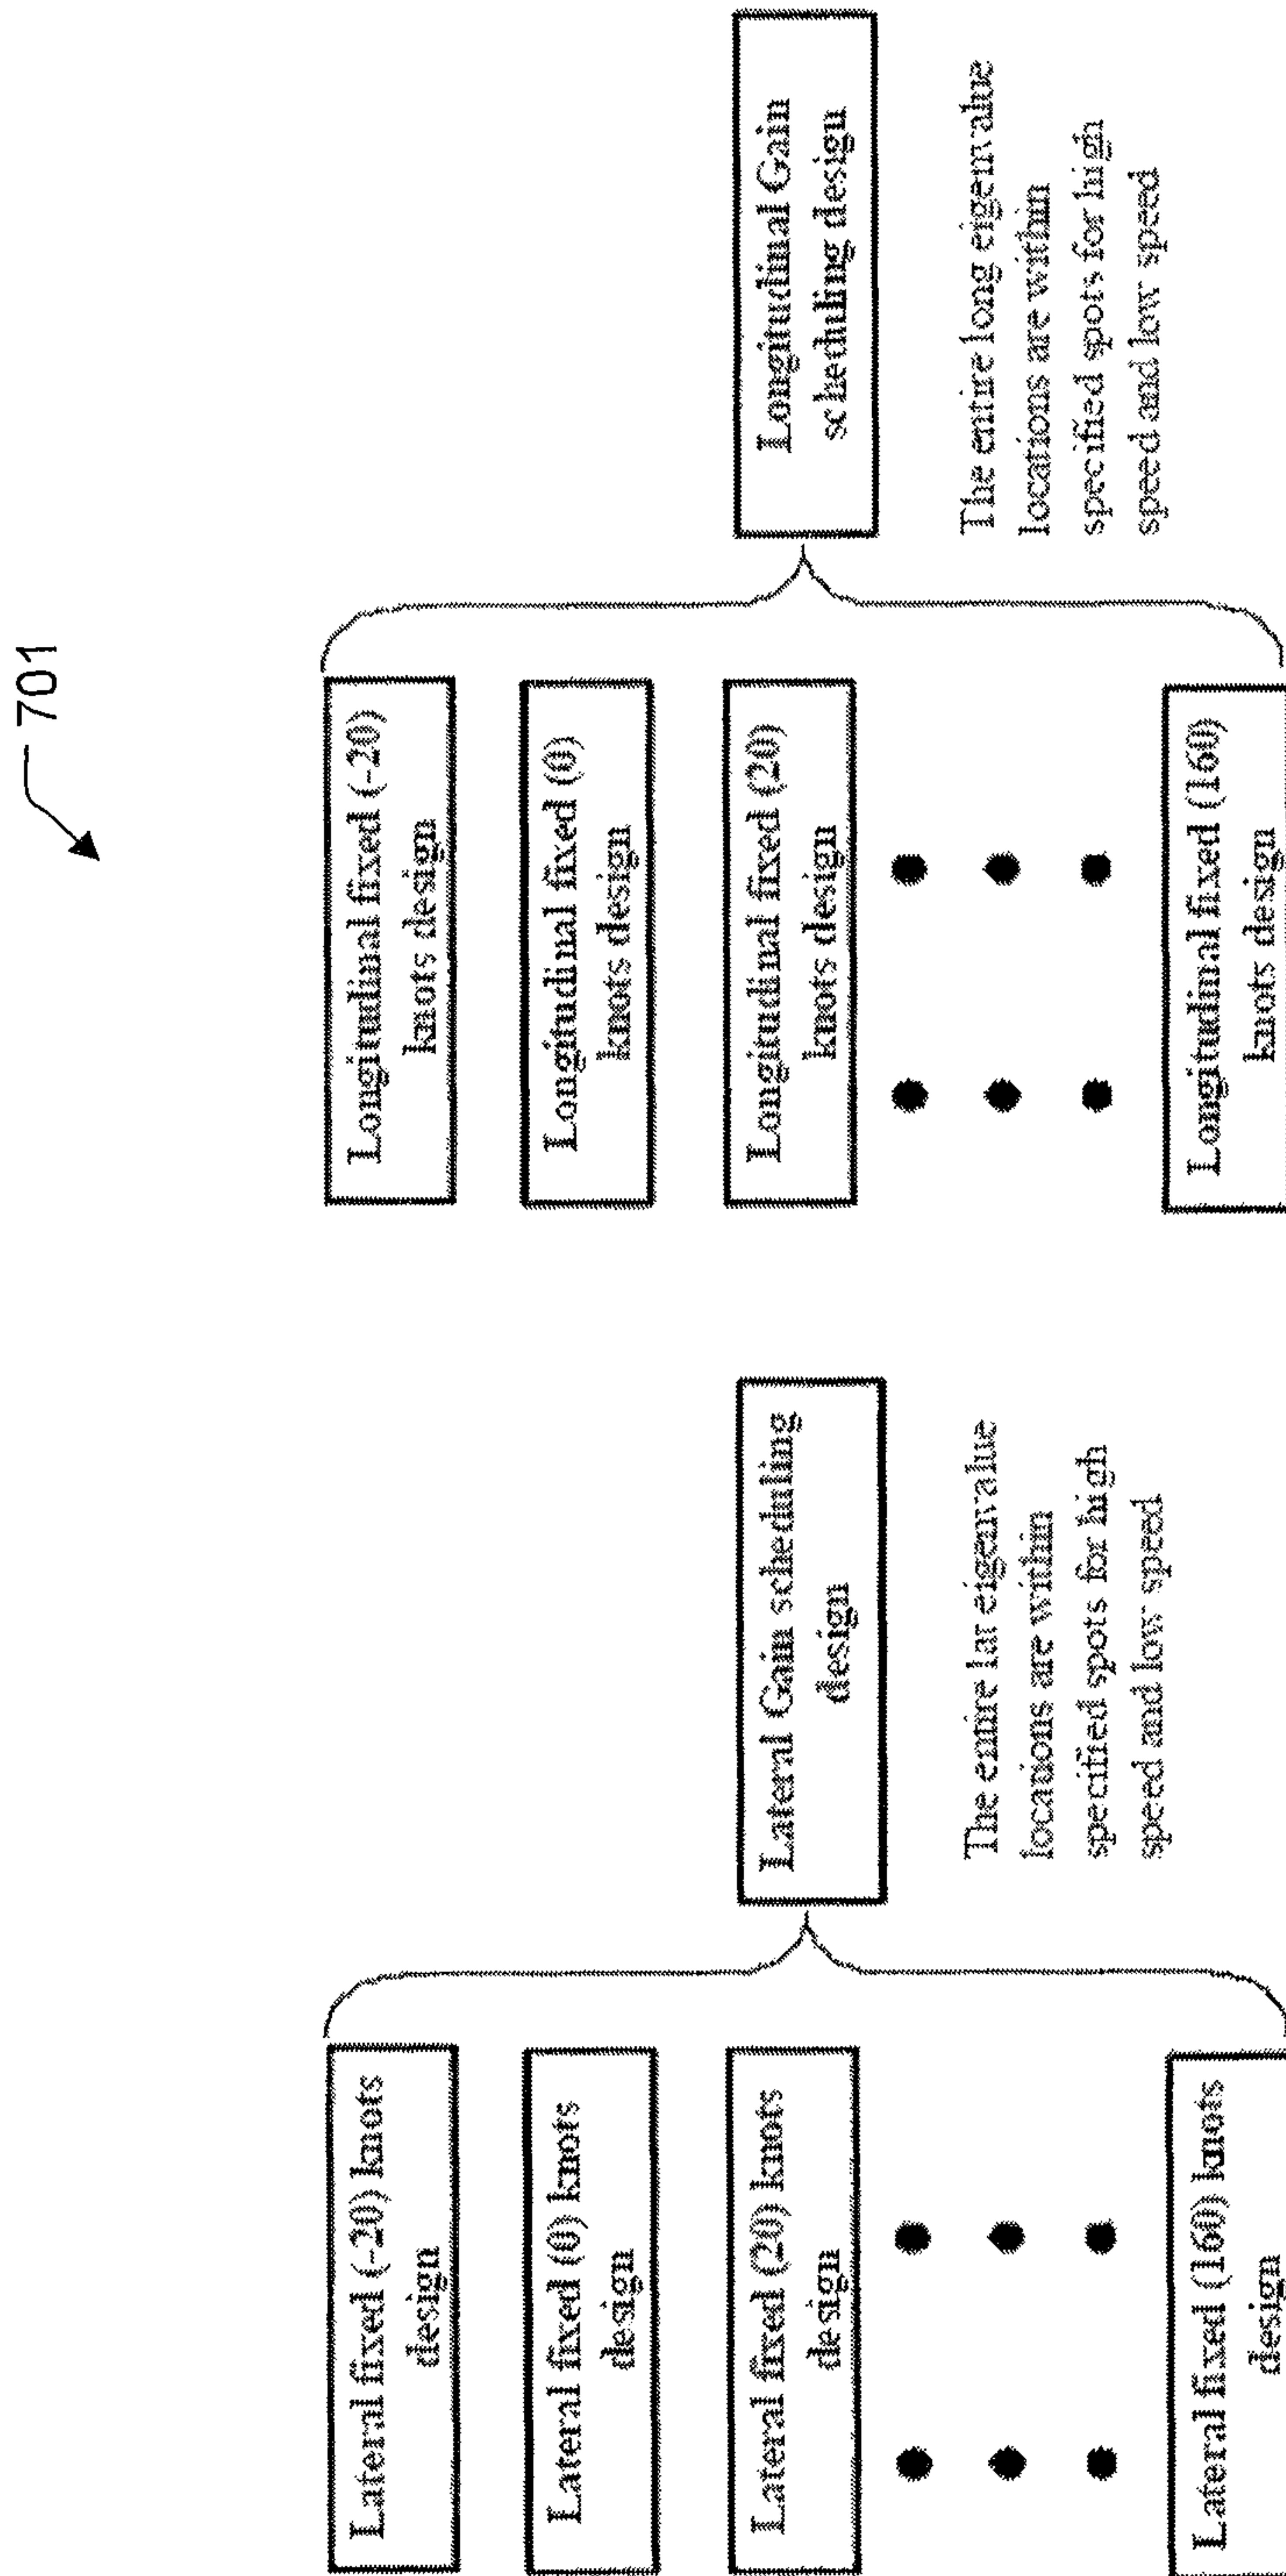 701
Lateral fixed (-20) knots
design
Lateral fixed (0) knots
design
Lateral fixed (20) knots
design
Lateral fixed (160) knots
design
Lateral Gain scheduling
design
The entire lat eigenvalue
locations are within
specified spots for high
speed and low speed
Longitudinal fixed (-20)
knots design
Longitudinal fixed (0)
knots design
Longitudinal fixed (20)
knots design
Longitudinal fixed (160)
knots design
Longitudinal Gain
scheduling design
The entire long eigenvalue
locations are within
specified spots for high
speed and low speed